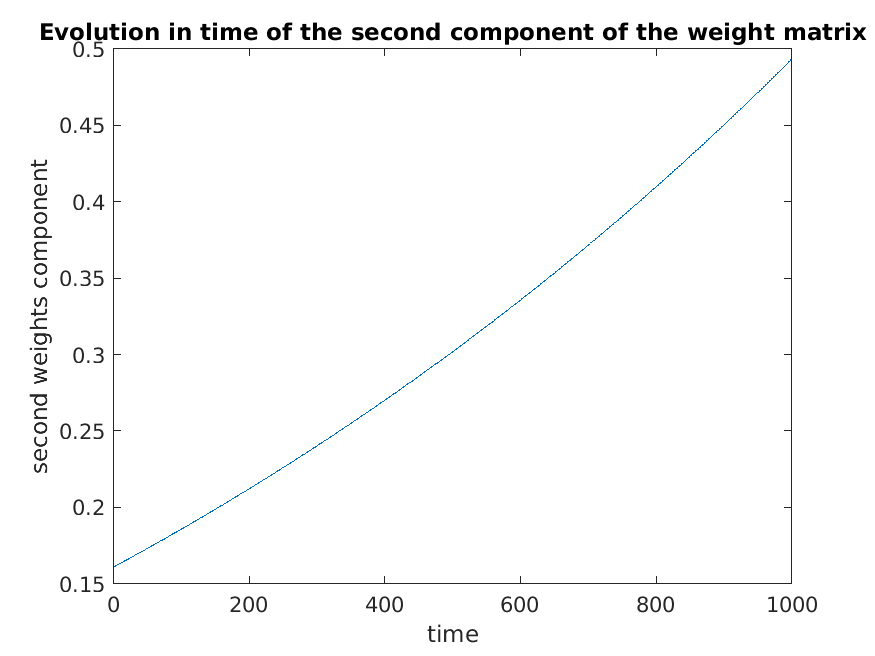 Evolution in time of the second component of the weight matrix
0.5
0.45
0.4
0.35
0.3
0.25
0.2
0.15
second weights component
0 200 400 600 800 1000
time